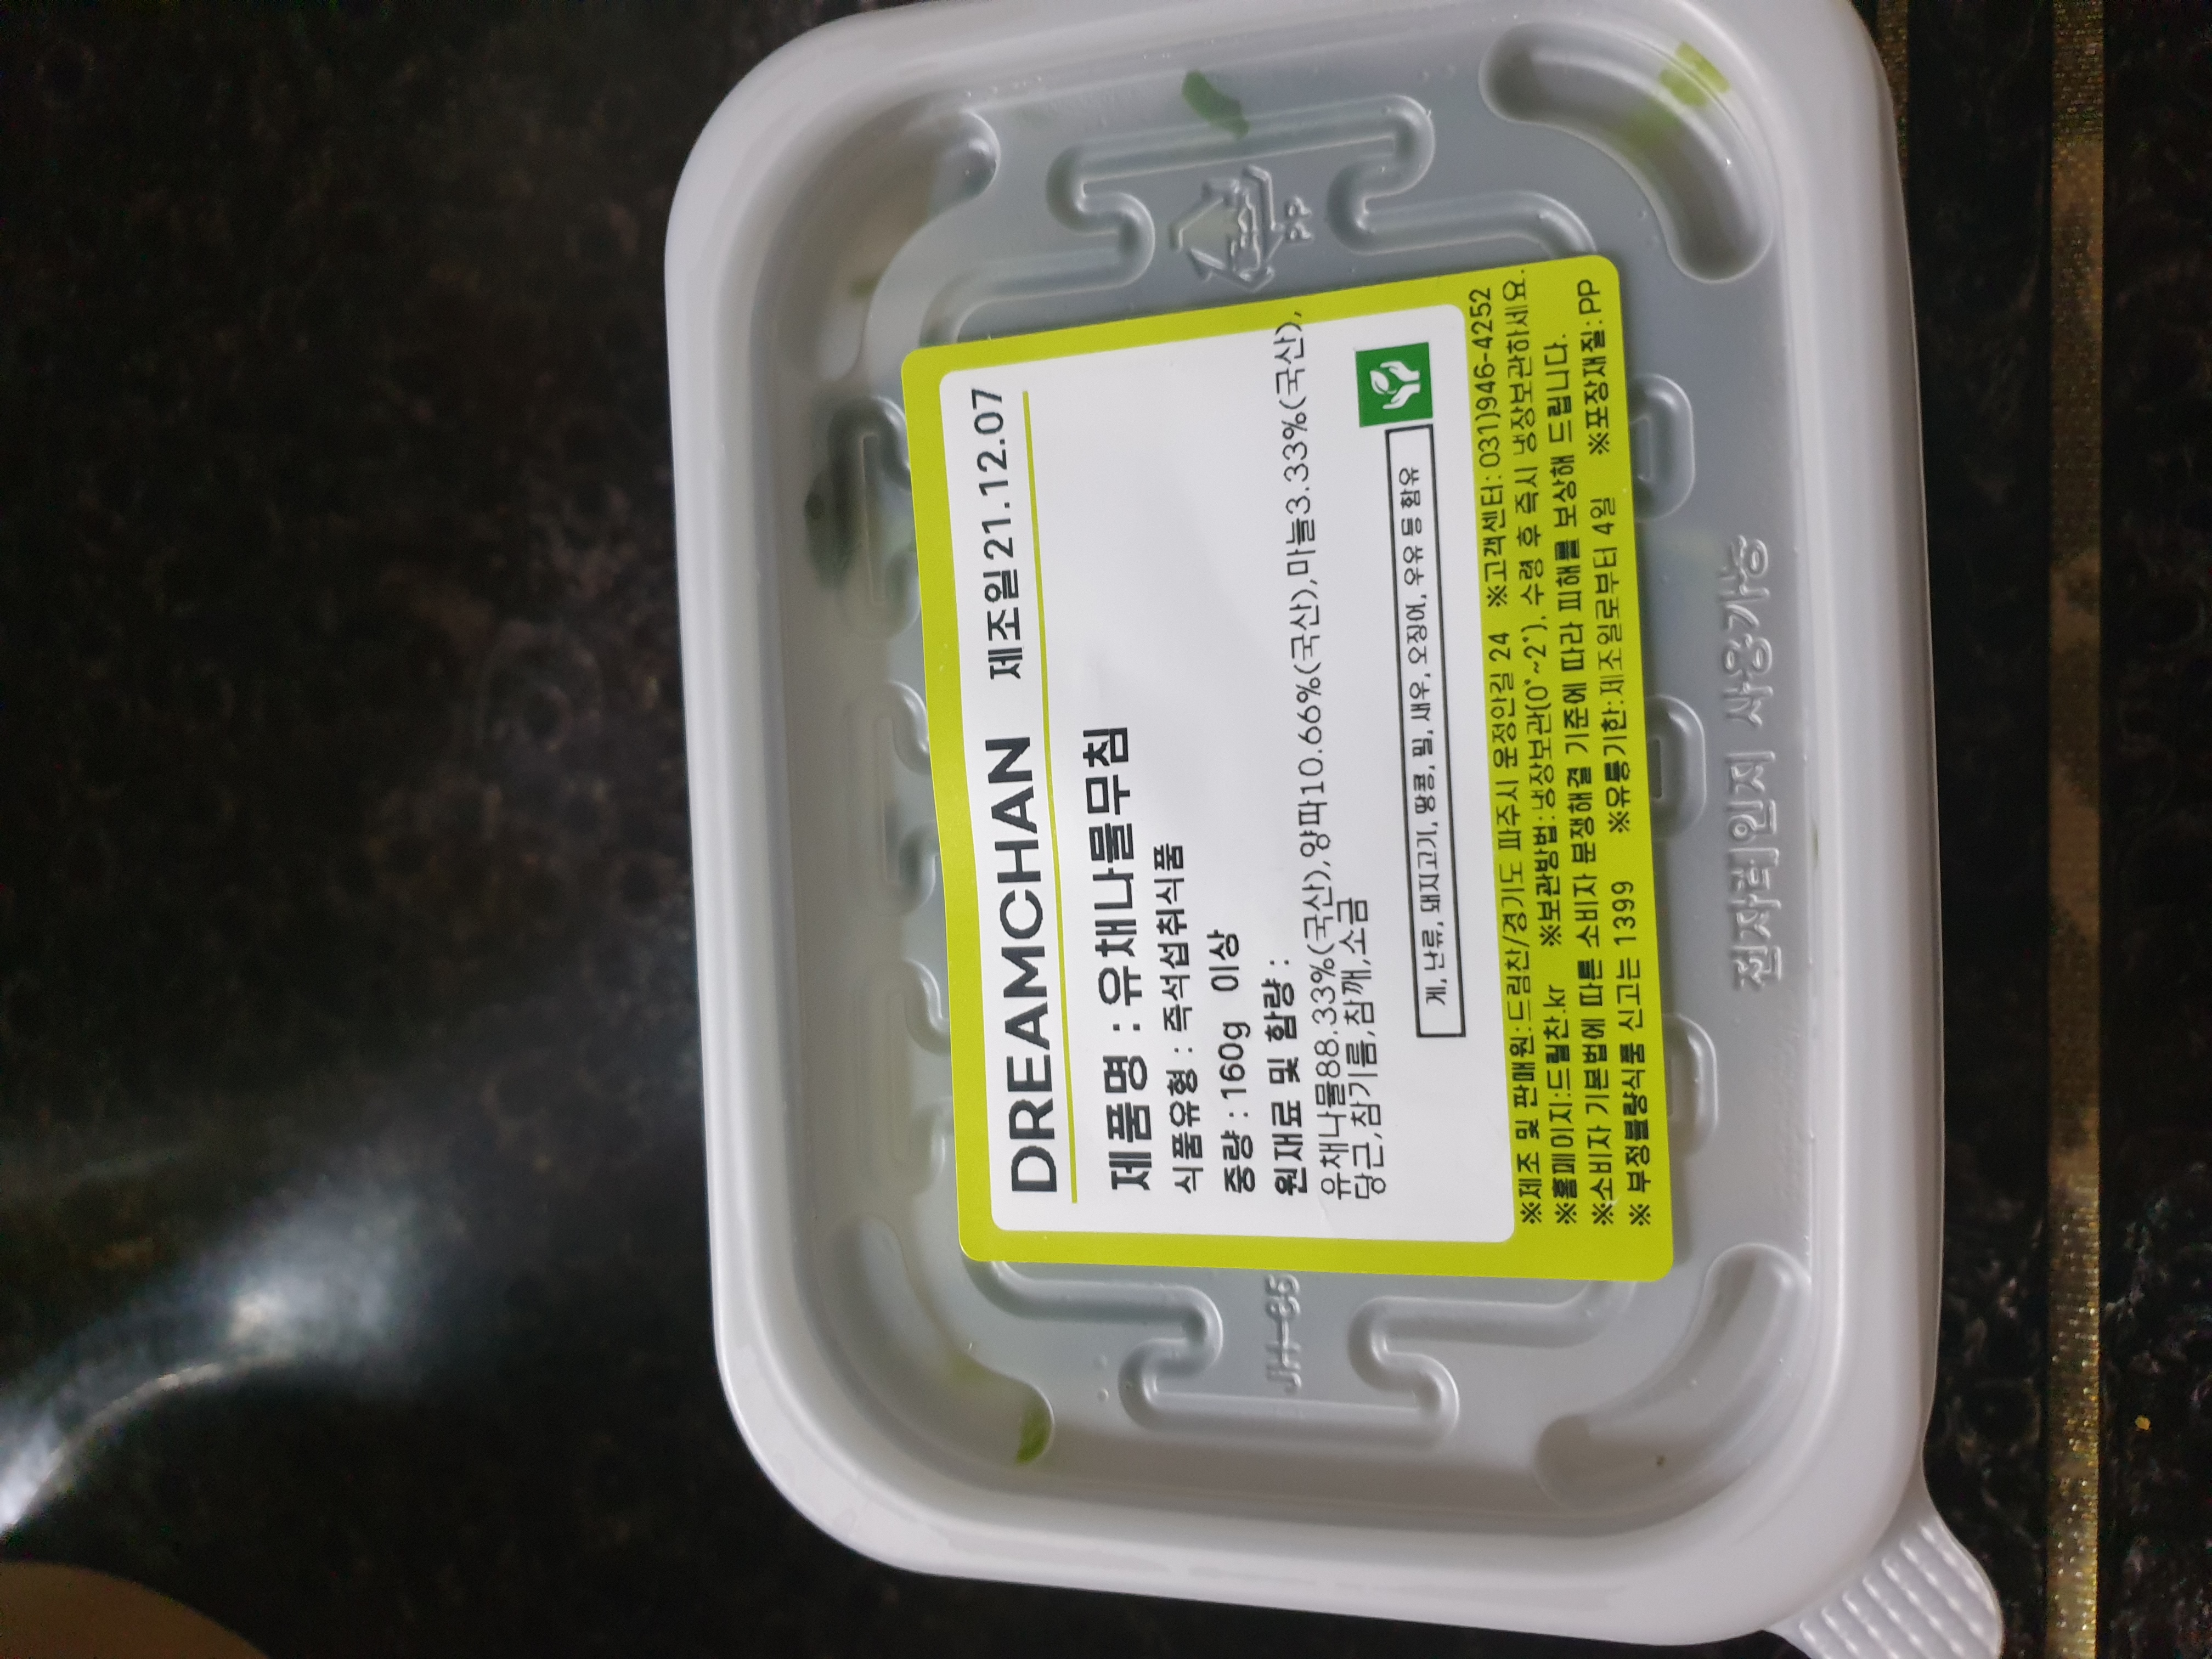 DREAMCHAN 제조일21.12.07
제품명 : 유채나물무침
식품유형 : 즉석섭취식품
중량 : 160g 이상
원재료 및 함량 :
유채나물88.33%(국산),양파10.66%(국산),마늘3.33%(국산),
당근,참기름,참깨,소금
게, 난류, 돼지고기, 땅콩, 밀, 새우, 오징어, 우유 등 함유
※제조 및 판매원:드림찬/경기도 파주시 운정안길 24 ※고객센터:031)946-4252
※홈페이지:드림찬.kr ※보관방법:냉장보관(0°~2°), 수령 후 즉시 냉장보관하세요.
※소비자 기본법에 따른 소비자 분쟁해결 기준에 따라 피해를 보상해 드립니다.
※ 부정불량식품 신고는 1399 ※유통기한:제조일로부터 4일 ※포장재질:PP
전자레인지 사용가능
PP
JH-65